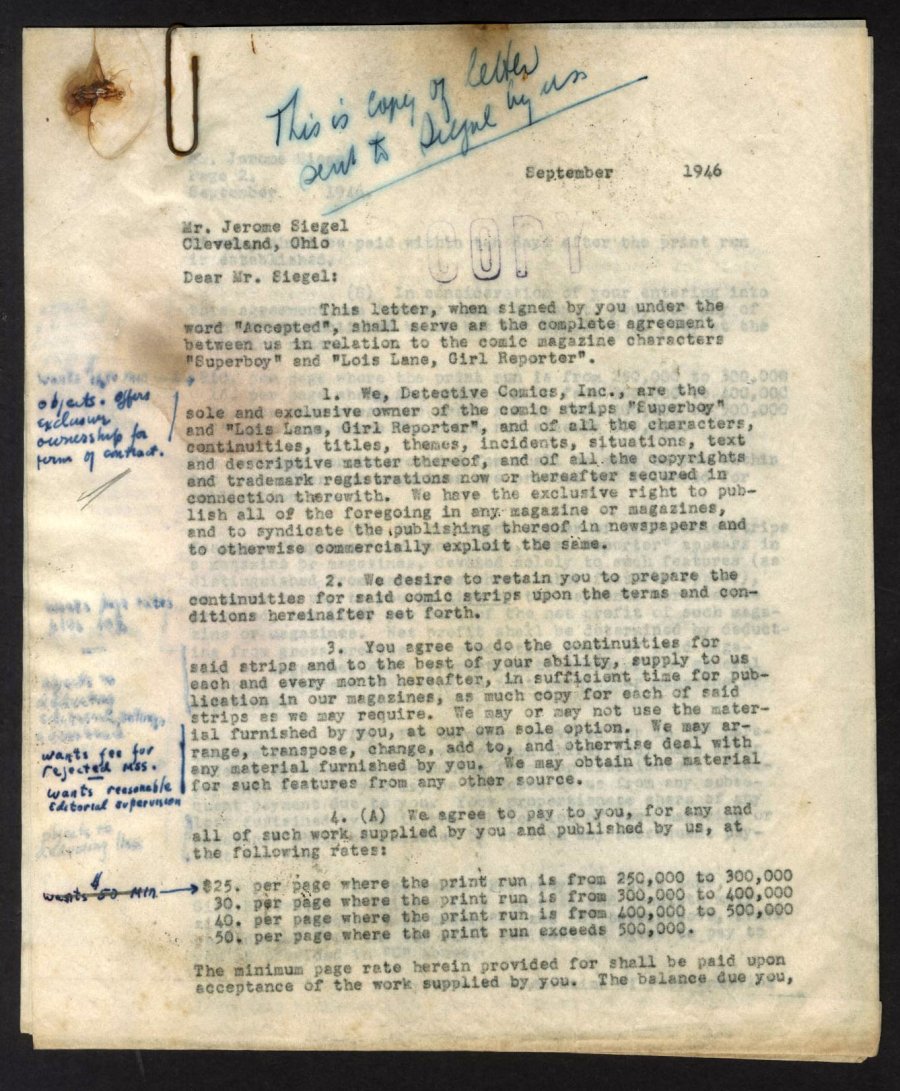 This is copy of letter
sent to Siegel by us
September 1946
Mr. Jerome Siegel
Cleveland, Ohio
COPY
Dear Mr. Siegel:
This letter, when signed by you under the
word "Accepted", shall serve as the complete agreement
between us in relation to the comic magazine characters
"Superboy" and "Lois Lane, Girl Reporter".
1. We, Detective Comics, Inc., are the
sole and exclusive owner of the comic strips "Superboy"
and "Lois Lane, Girl Reporter", and of all the characters,
continuities, titles, themes, incidents, situations, text
and descriptive matter thereof, and of all the copyrights
and trademark registrations now or hereafter secured in
connection therewith. We have the exclusive right to pub-
lish all of the foregoing in any magazine or magazines,
and to syndicate the publishing thereof in newspapers and
to otherwise commercially exploit the same.
objects. offers
exclusive
ownership for
term of contract.
2. We desire to retain you to prepare the
continuities for said comic strips upon the terms and con-
ditions hereinafter set forth.
3. You agree to do the continuities for
said strips and to the best of your ability, supply to us
each and every month hereafter, in sufficient time for pub-
lication in our magazines, as much copy for each of said
strips as we may require. We may or may not use the mater-
ial furnished by you, at our own sole option. We may ar-
range, transpose, change, add to, and otherwise deal with
any material furnished by you. We may obtain the material
for such features from any other source.
wants fee for
rejected MSS.
wants reasonable
Editorial supervision
4. (A) We agree to pay to you, for any and
all of such work supplied by you and published by us, at
the following rates:
wants $50 MIN
$25. per page where the print run is from 250,000 to 300,000
30. per page where the print run is from 300,000 to 400,000
40. per page where the print run is from 400,000 to 500,000
50. per page where the print run exceeds 500,000.
The minimum page rate herein provided for shall be paid upon
acceptance of the work supplied by you. The balance due you,